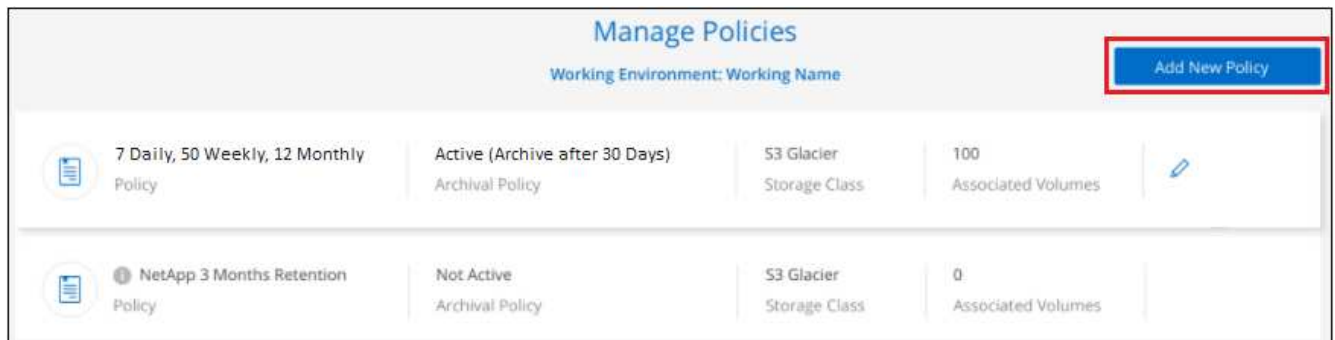 Manage Policies
Working Environment: Working Name
Add New Policy
7 Daily, 50 Weekly, 12 Monthly
Policy
Active (Archive after 30 Days)
Archival Policy
S3 Glacier
Storage Class
100
Associated Volumes
NetApp 3 Months Retention
Policy
Not Active
Archival Policy
S3 Glacier
Storage Class
0
Associated Volumes